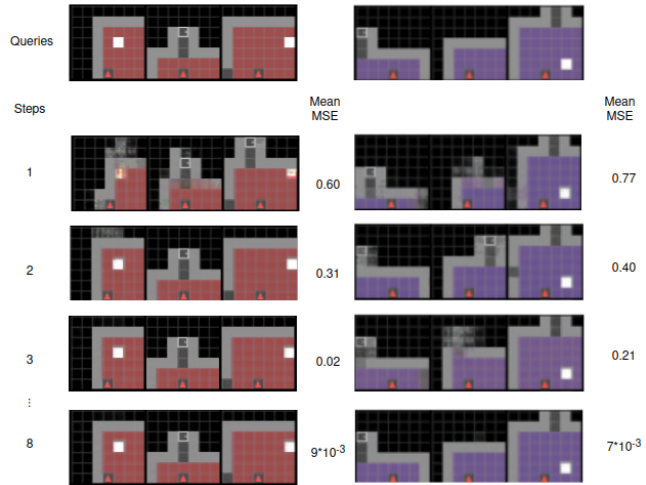 Queries
Steps
Mean
MSE
Mean
MSE
1
0.60
0.77
2
0.31
0.40
3
0.02
0.21
...
8
9*10-3
7*10-3